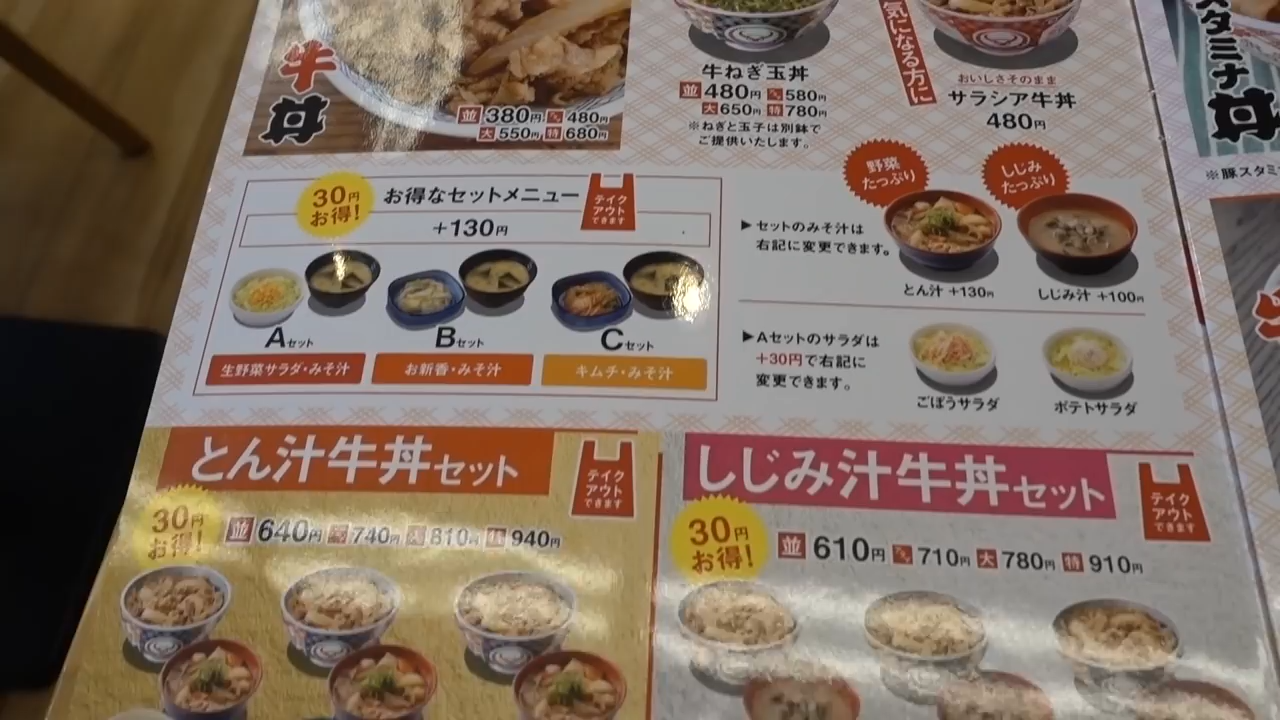 牛丼
並 380円 480円
大 550円 特 680円
牛ねぎ玉丼
並 480円 580円
大 650円 特 780円
※ねぎと玉子は別鉢で
ご提供いたします。
気になる方に
おいしさそのまま
サラシア牛丼
480円
スタミナ丼
※豚スタミ
30円お得!
お得なセットメニュー
テイクアウトできます
+130円
Aセット
生野菜サラダ・みそ汁
Bセット
お新香・みそ汁
Cセット
キムチ・みそ汁
▶セットのみそ汁は
右記に変更できます。
野菜たっぷり
とん汁 +130円
しじみたっぷり
しじみ汁 +100円
▶Aセットのサラダは
+30円で右記に
変更できます。
ごぼうサラダ
ポテトサラダ
とん汁牛丼セット
テイクアウトできます
30円お得!
並 640円 740円 大 810円 特 940円
しじみ汁牛丼セット
テイクアウトできます
30円お得!
並 610円 710円 大 780円 特 910円